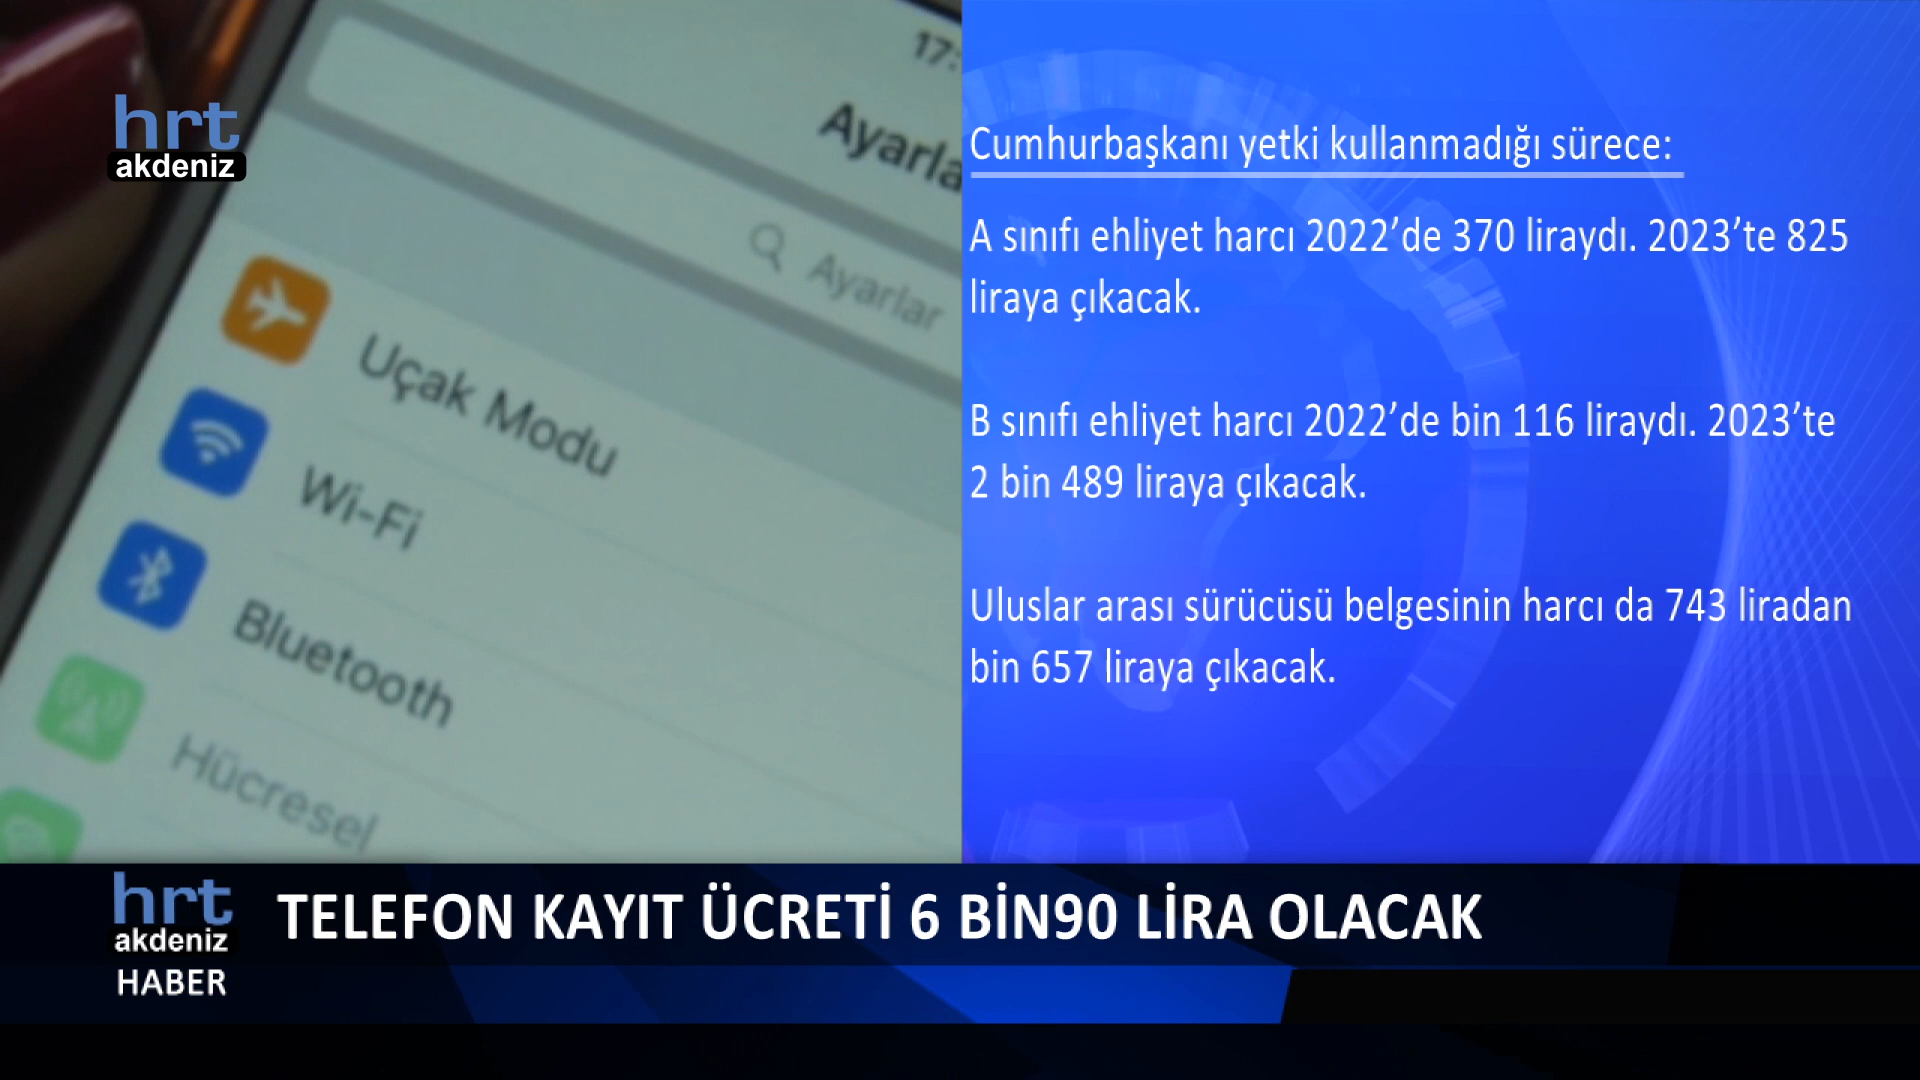 hrt
akdeniz
17:
Ayarla
Ayarlar
Uçak Modu
Wi-Fi
Bluetooth
Hücresel
Cumhurbaşkanı yetki kullanmadığı sürece:
A sınıfı ehliyet harcı 2022’de 370 liraydı. 2023’te 825
liraya çıkacak.
B sınıfı ehliyet harcı 2022’de bin 116 liraydı. 2023’te
2 bin 489 liraya çıkacak.
Uluslar arası sürücüsü belgesinin harcı da 743 liradan
bin 657 liraya çıkacak.
hrt
akdeniz
HABER
TELEFON KAYIT ÜCRETİ 6 BİN90 LİRA OLACAK